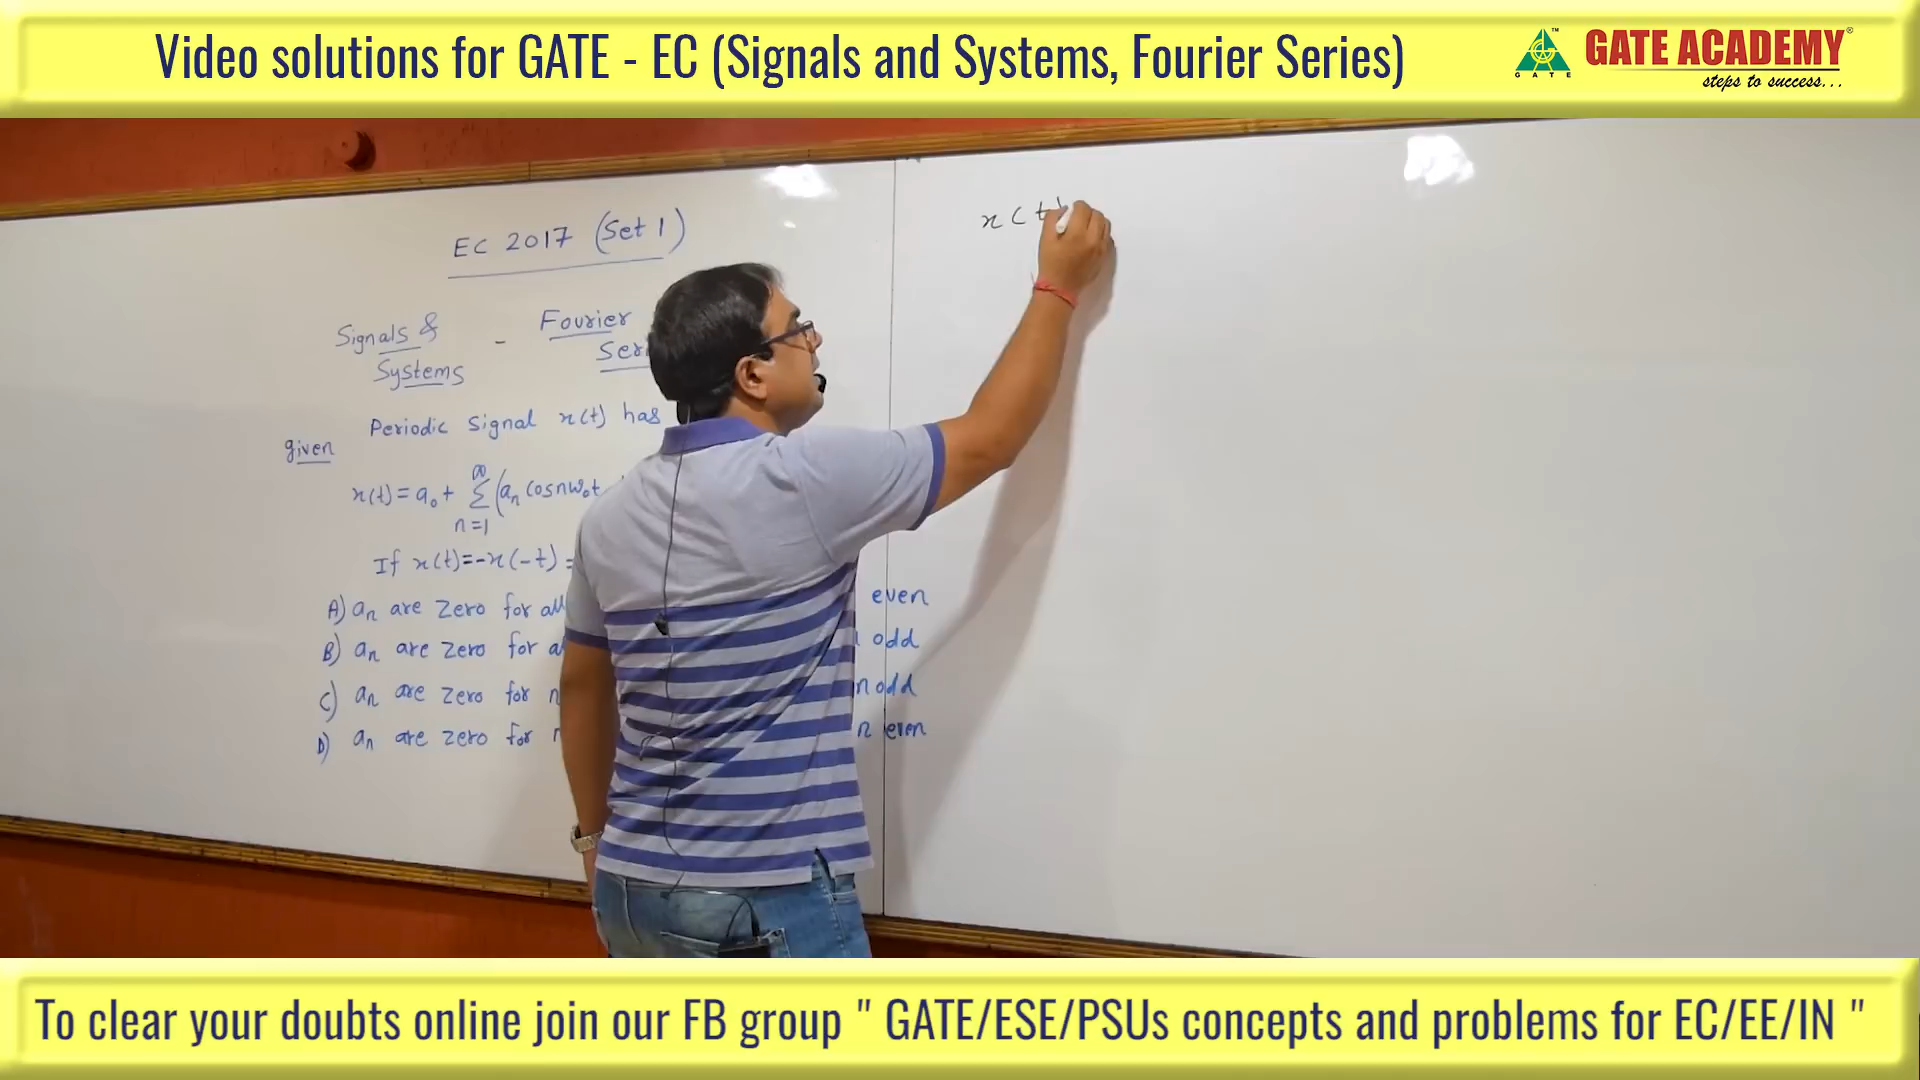 Video solutions for GATE - EC (Signals and Systems, Fourier Series)
GATE ACADEMY
GATE
steps to success...
EC 2017 (Set 1)
Signals & Systems - Fourier
given Periodic Signal x(t) has
x(t) = a₀ + ∑ n=1 ∞ (aₙ cos nω₀t
If x(t) = -x(-t) =
A) aₙ are zero for all even
B) aₙ are zero for odd
C) aₙ are zero for n odd
D) aₙ are zero for n even
x(t)
To clear your doubts online join our FB group " GATE/ESE/PSUs concepts and problems for EC/EE/IN "